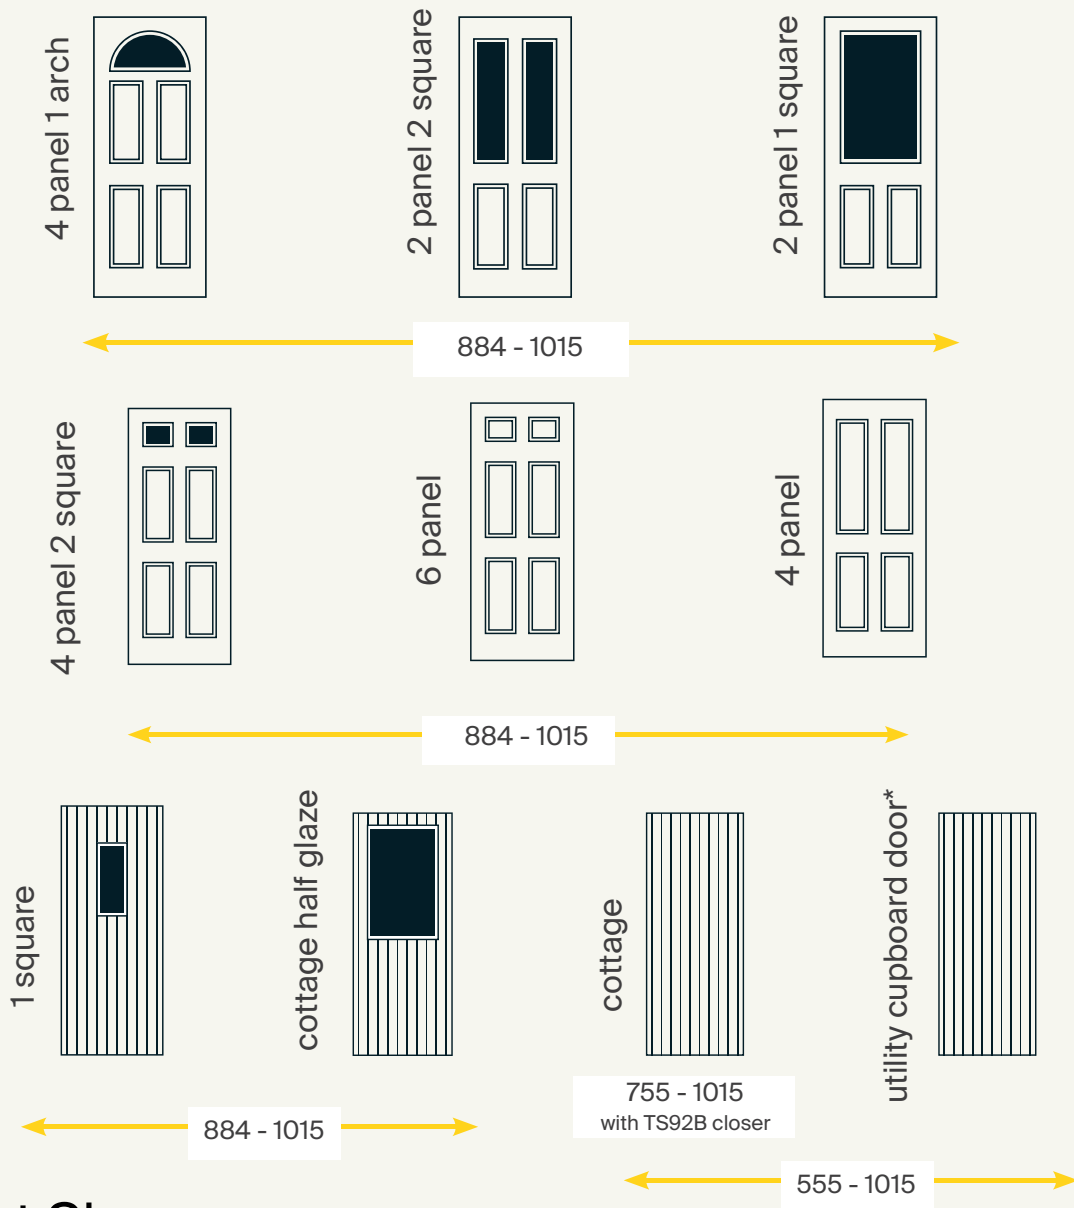 4 panel 1 arch
2 panel 2 square
2 panel 1 square
884 - 1015
4 panel 2 square
6 panel
4 panel
884 - 1015
1 square
cottage half glaze
cottage
utility cupboard door*
884 - 1015
755 - 1015
with TS92B closer
555 - 1015